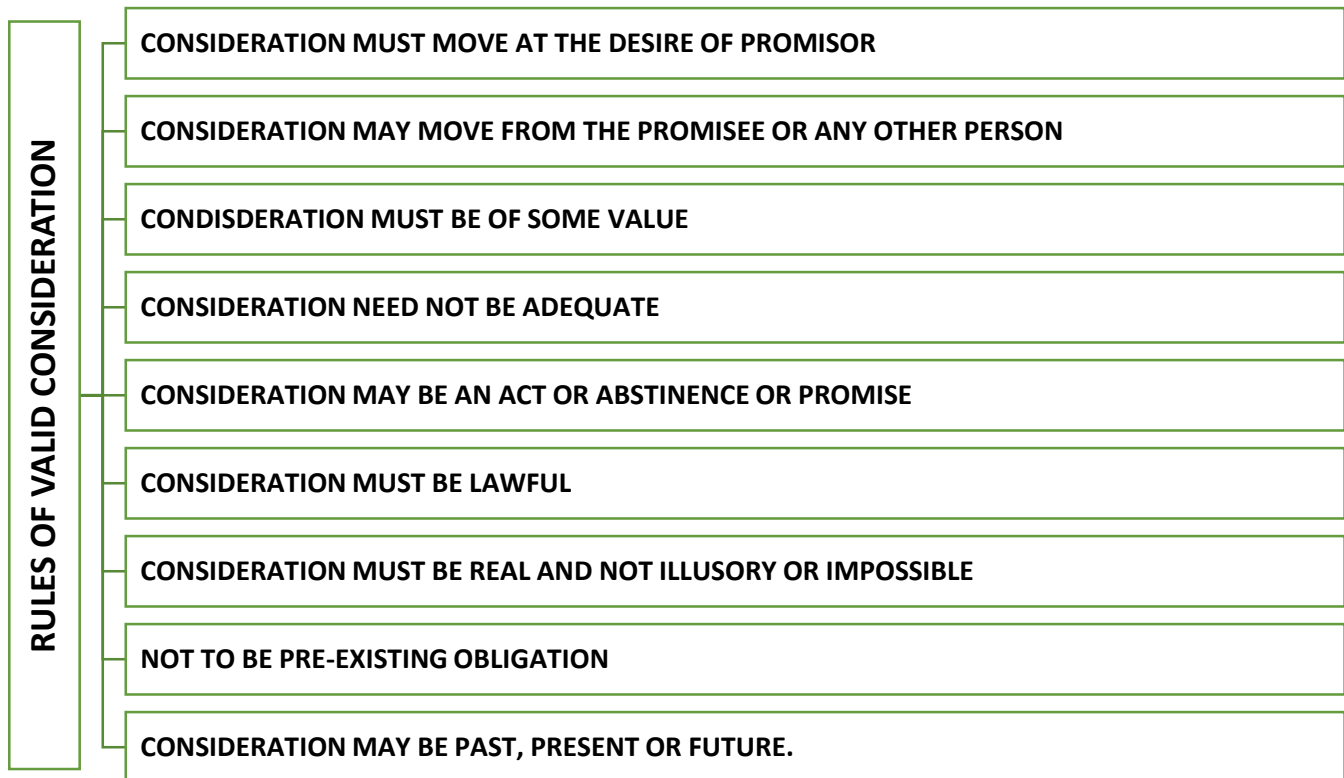 RULES OF VALID CONSIDERATION
CONSIDERATION MUST MOVE AT THE DESIRE OF PROMISOR
CONSIDERATION MAY MOVE FROM THE PROMISEE OR ANY OTHER PERSON
CONDISDERATION MUST BE OF SOME VALUE
CONSIDERATION NEED NOT BE ADEQUATE
CONSIDERATION MAY BE AN ACT OR ABSTINENCE OR PROMISE
CONSIDERATION MUST BE LAWFUL
CONSIDERATION MUST BE REAL AND NOT ILLUSORY OR IMPOSSIBLE
NOT TO BE PRE-EXISTING OBLIGATION
CONSIDERATION MAY BE PAST, PRESENT OR FUTURE.